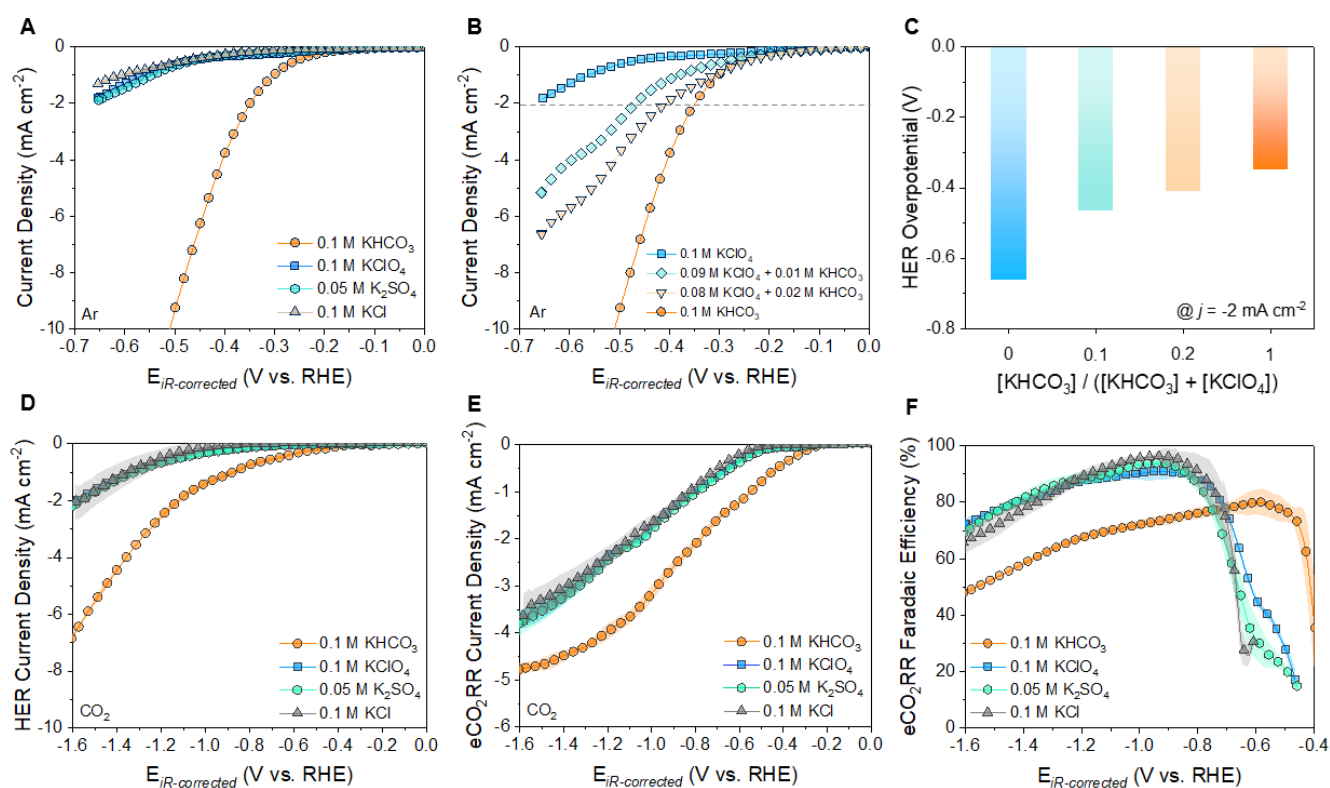 A
0
-2
-4
-6
-8
-10
Current Density (mA cm⁻²)
0.1 M KHCO₃
0.1 M KClO₄
0.05 M K₂SO₄
0.1 M KCl
Ar
-0.7 -0.6 -0.5 -0.4 -0.3 -0.2 -0.1 0.0
E iR-corrected (V vs. RHE)
B
0
-2
-4
-6
-8
-10
Current Density (mA cm⁻²)
0.1 M KClO₄
0.09 M KClO₄ + 0.01 M KHCO₃
0.08 M KClO₄ + 0.02 M KHCO₃
0.1 M KHCO₃
Ar
-0.7 -0.6 -0.5 -0.4 -0.3 -0.2 -0.1 0.0
E iR-corrected (V vs. RHE)
C
0.0
-0.2
-0.4
-0.6
-0.8
HER Overpotential (V)
@ j = -2 mA cm⁻²
0 0.1 0.2 1
[KHCO₃] / ([KHCO₃] + [KClO₄])
D
0
-2
-4
-6
-8
-10
HER Current Density (mA cm⁻²)
0.1 M KHCO₃
0.1 M KClO₄
0.05 M K₂SO₄
0.1 M KCl
CO₂
-1.6 -1.4 -1.2 -1.0 -0.8 -0.6 -0.4 -0.2 0.0
E iR-corrected (V vs. RHE)
E
0
-1
-2
-3
-4
-5
-6
eCO₂RR Current Density (mA cm⁻²)
0.1 M KHCO₃
0.1 M KClO₄
0.05 M K₂SO₄
0.1 M KCl
CO₂
-1.6 -1.4 -1.2 -1.0 -0.8 -0.6 -0.4 -0.2 0.0
E iR-corrected (V vs. RHE)
F
100
80
60
40
20
0
eCO₂RR Faradaic Efficiency (%)
0.1 M KHCO₃
0.1 M KClO₄
0.05 M K₂SO₄
0.1 M KCl
-1.6 -1.4 -1.2 -1.0 -0.8 -0.6 -0.4
E iR-corrected (V vs. RHE)